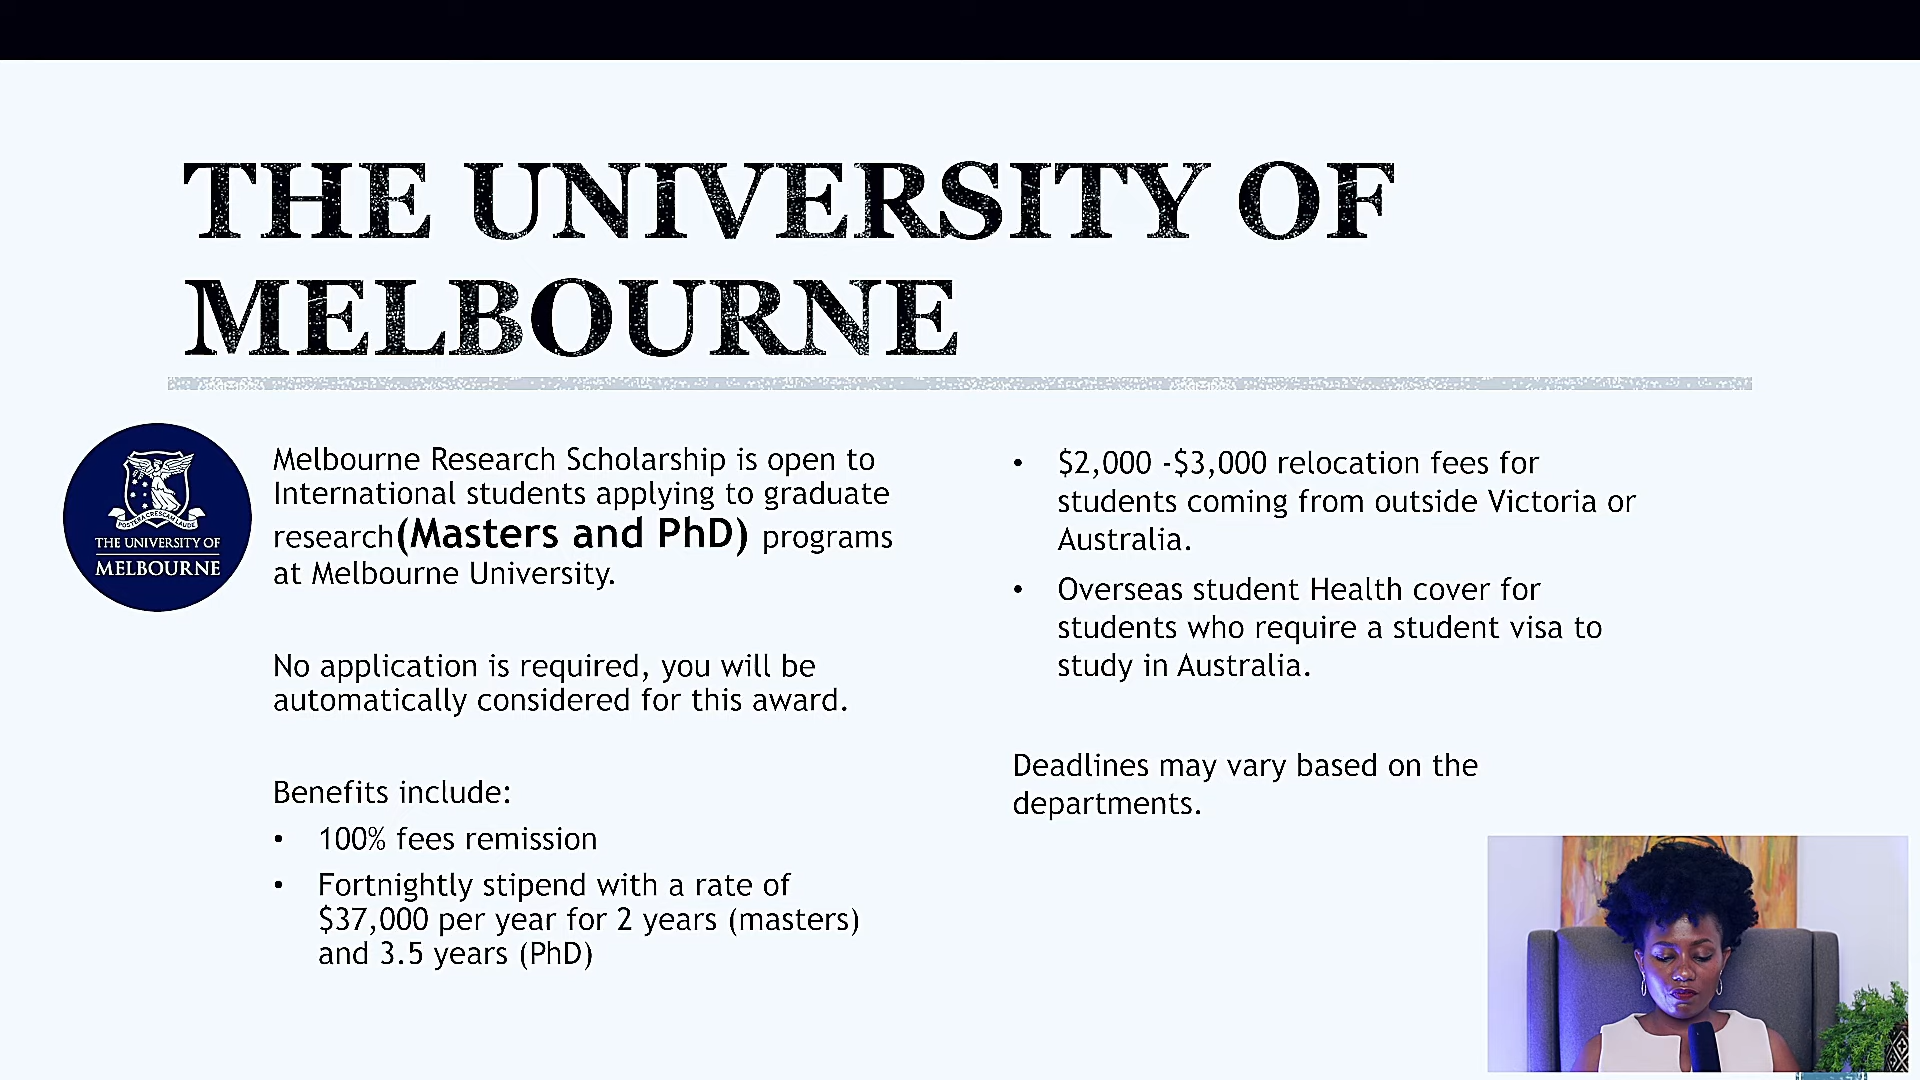 THE UNIVERSITY OF
MELBOURNE
POSTERA CRESCAM LAUDE
THE UNIVERSITY OF
MELBOURNE
Melbourne Research Scholarship is open to
International students applying to graduate
research(Masters and PhD) programs
at Melbourne University.
No application is required, you will be
automatically considered for this award.
Benefits include:
• 100% fees remission
• Fortnightly stipend with a rate of
$37,000 per year for 2 years (masters)
and 3.5 years (PhD)
• $2,000 -$3,000 relocation fees for
students coming from outside Victoria or
Australia.
• Overseas student Health cover for
students who require a student visa to
study in Australia.
Deadlines may vary based on the
departments.